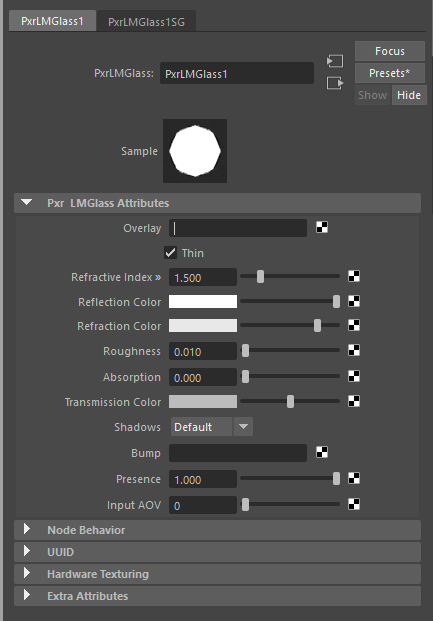 PxrLMGlass1 PxrLMGlass1SG
Focus
PxrLMGlass: PxrLMGlass1 Presets*
Show Hide
Sample
Pxr LMGlass Attributes
Overlay
Thin
Refractive Index » 1.500
Reflection Color
Refraction Color
Roughness 0.010
Absorption 0.000
Transmission Color
Shadows Default
Bump
Presence 1.000
Input AOV 0
Node Behavior
UUID
Hardware Texturing
Extra Attributes